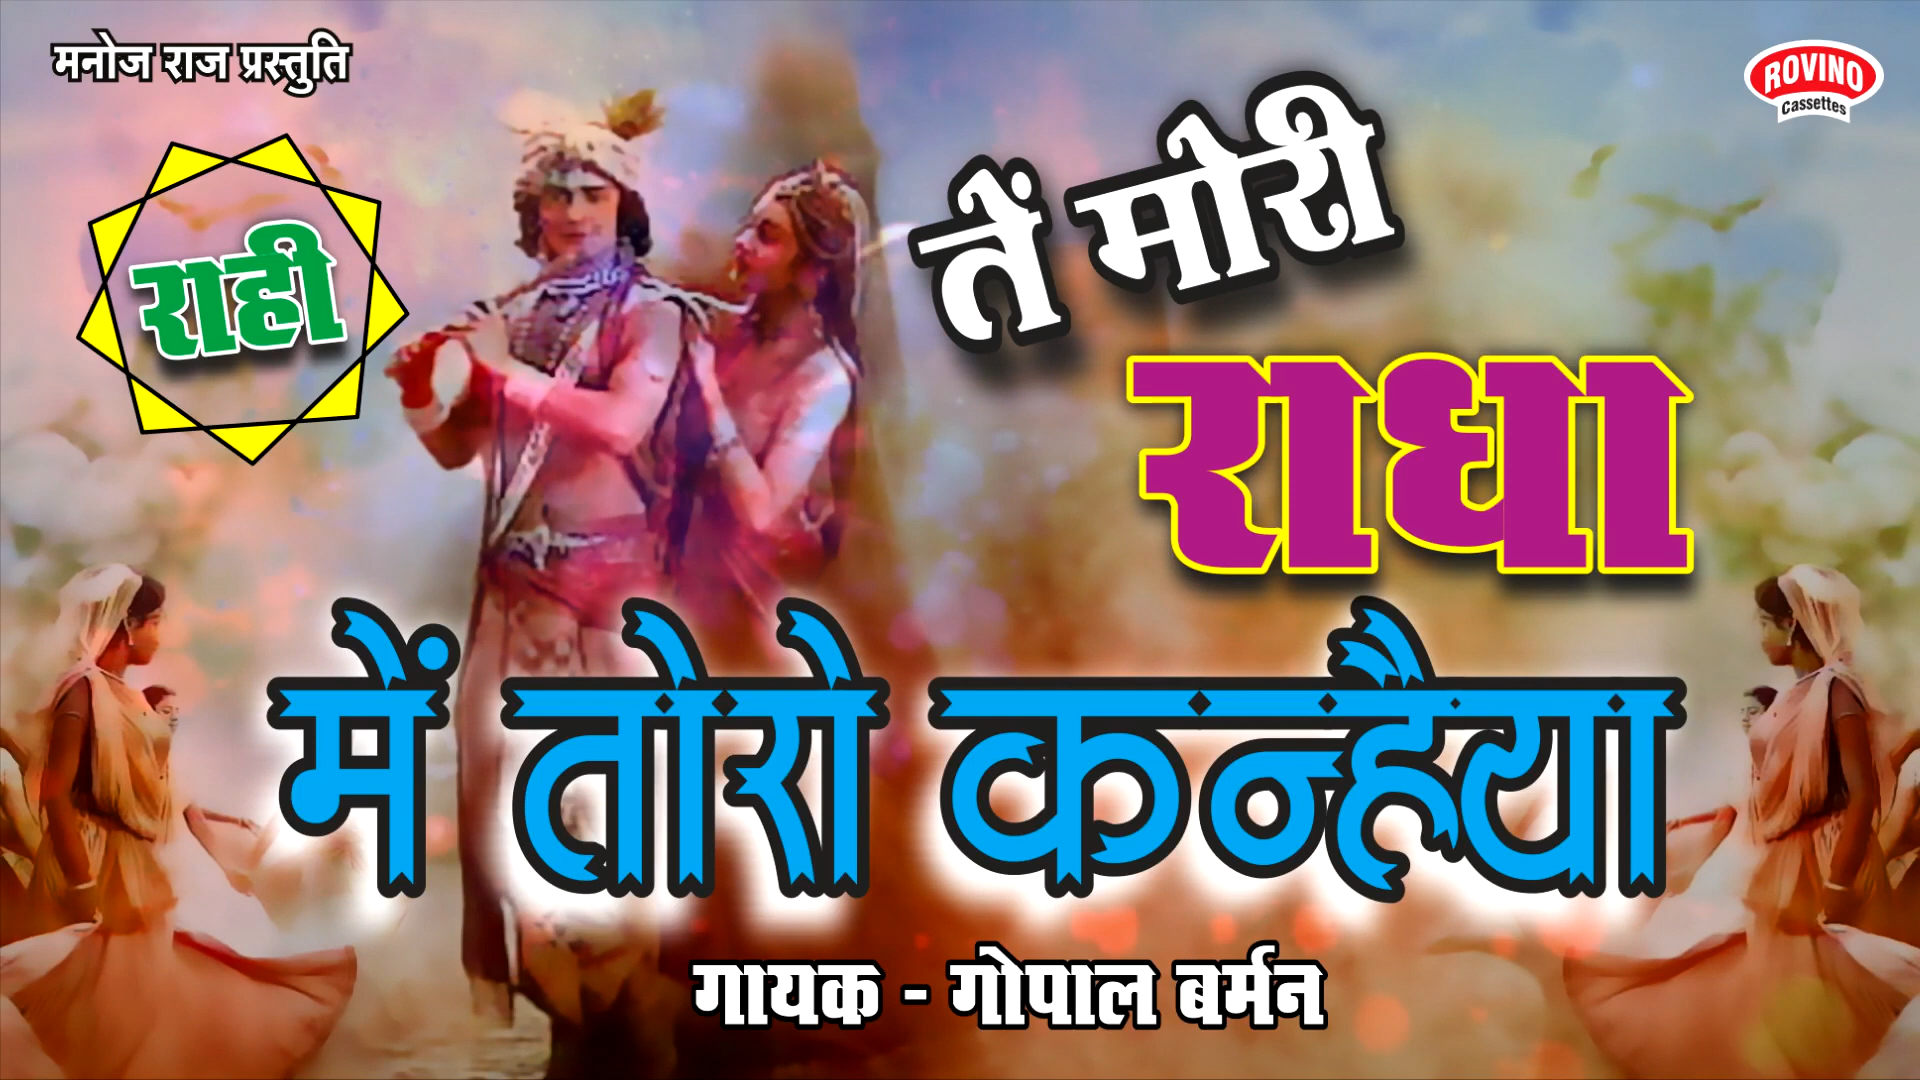 मनोज राज प्रस्तुति
ROVINO
Cassettes
राही
तें मोरी
राधा
में तोरो कन्हैया
गायक - गोपाल बर्मन